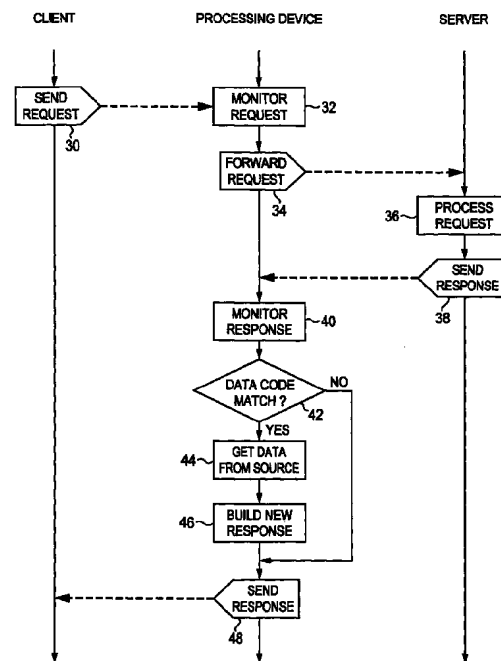 CLIENT
PROCESSING DEVICE
SERVER
SEND
REQUEST
30
MONITOR
REQUEST
32
FORWARD
REQUEST
34
PROCESS
REQUEST
36
SEND
RESPONSE
38
MONITOR
RESPONSE
40
DATA CODE
MATCH ?
42
NO
YES
GET DATA
FROM SOURCE
44
BUILD NEW
RESPONSE
46
SEND
RESPONSE
48